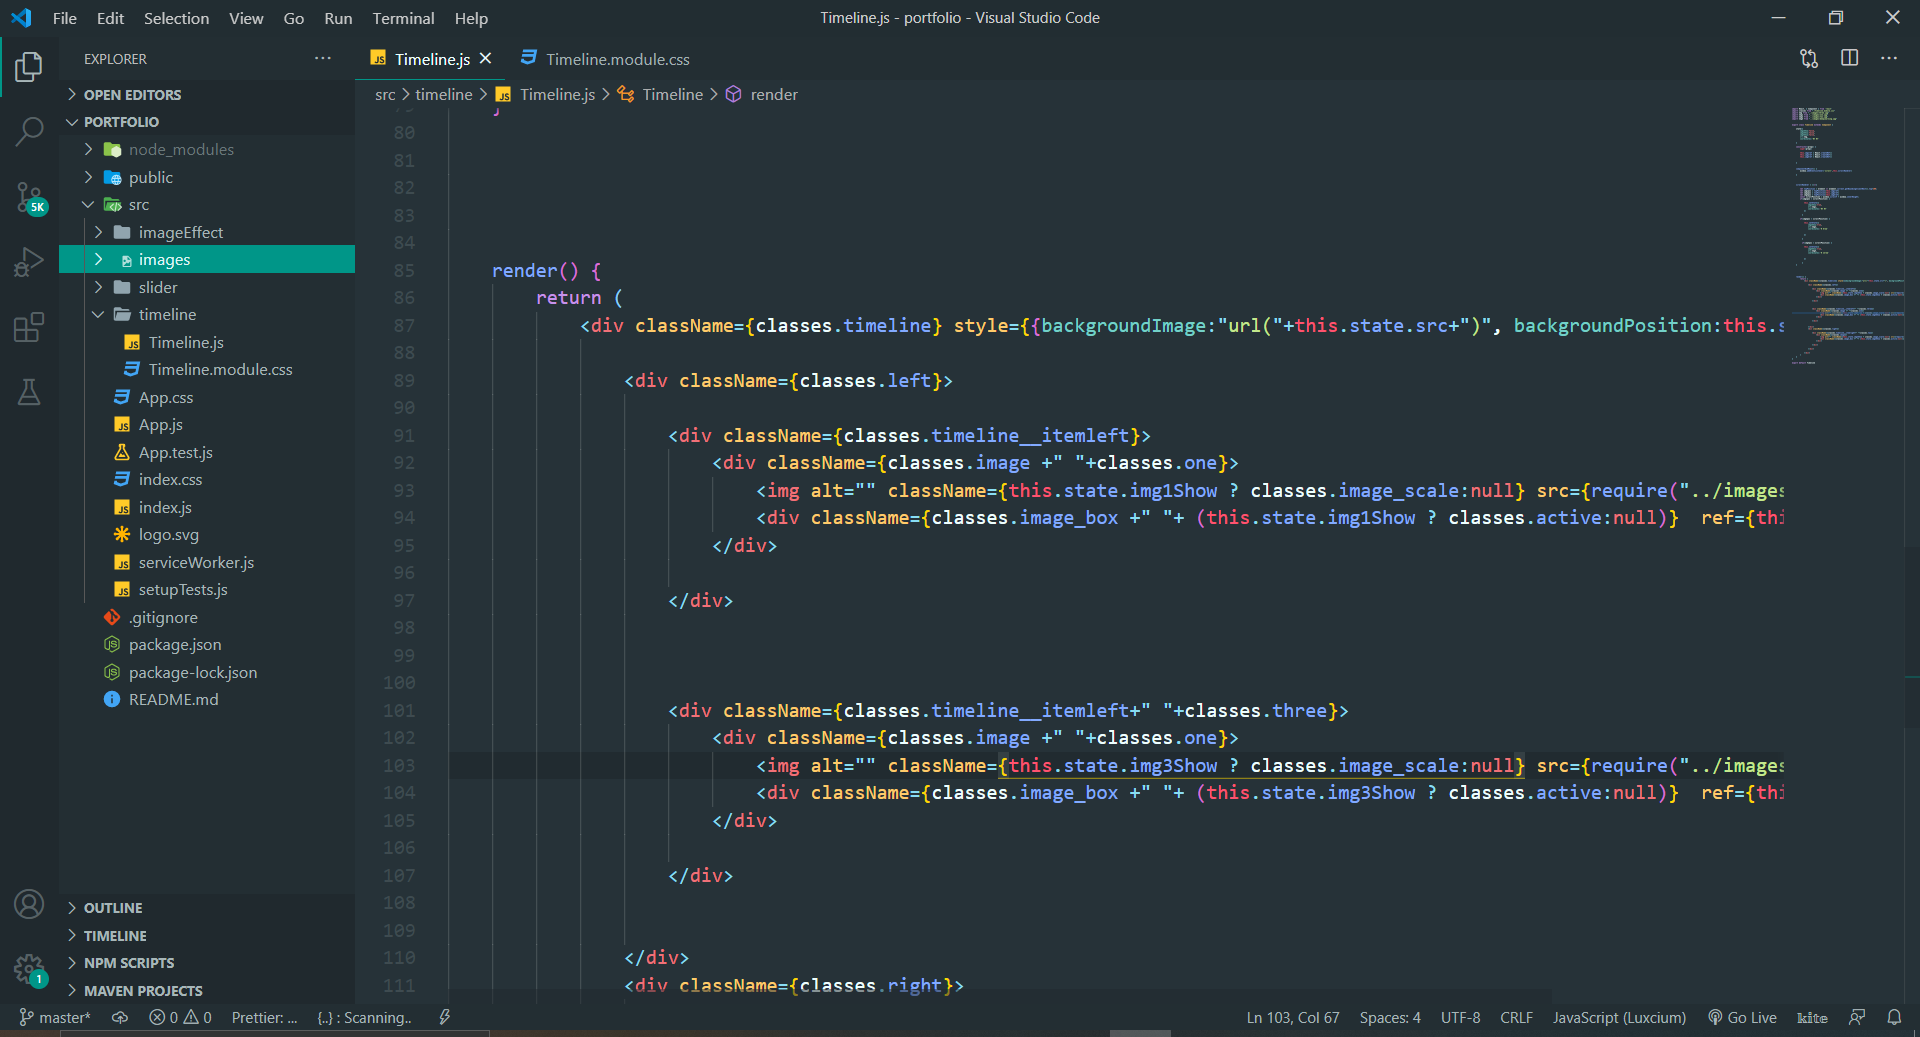 File Edit Selection View Go Run Terminal Help
Timeline.js - portfolio - Visual Studio Code
EXPLORER
OPEN EDITORS
PORTFOLIO
node_modules
public
src
imageEffect
images
slider
timeline
Timeline.js
Timeline.module.css
App.css
App.js
App.test.js
index.css
index.js
logo.svg
serviceWorker.js
setupTests.js
.gitignore
package.json
package-lock.json
README.md
OUTLINE
TIMELINE
NPM SCRIPTS
MAVEN PROJECTS
5K
1
Timeline.js Timeline.module.css
src > timeline > Timeline.js > Timeline > render
80
81
82
83
84
85 render() {
86 return (
87 <div className={classes.timeline} style={{backgroundImage:"url("+this.state.src+")", backgroundPosition:this.s
88
89 <div className={classes.left}>
90
91 <div className={classes.timeline__itemleft}>
92 <div className={classes.image +" "+classes.one}>
93 <img alt="" className={this.state.img1Show ? classes.image_scale:null} src={require("../images
94 <div className={classes.image_box +" "+ (this.state.img1Show ? classes.active:null)}  ref={thi
95 </div>
96
97 </div>
98
99
100
101 <div className={classes.timeline__itemleft+" "+classes.three}>
102 <div className={classes.image +" "+classes.one}>
103 <img alt="" className={this.state.img3Show ? classes.image_scale:null} src={require("../images
104 <div className={classes.image_box +" "+ (this.state.img3Show ? classes.active:null)}  ref={thi
105 </div>
106
107 </div>
108
109
110 </div>
111 <div className={classes.right}>
master* 0 0 Prettier: ... {..} : Scanning.. Ln 103, Col 67 Spaces: 4 UTF-8 CRLF JavaScript (Luxcium) Go Live kite